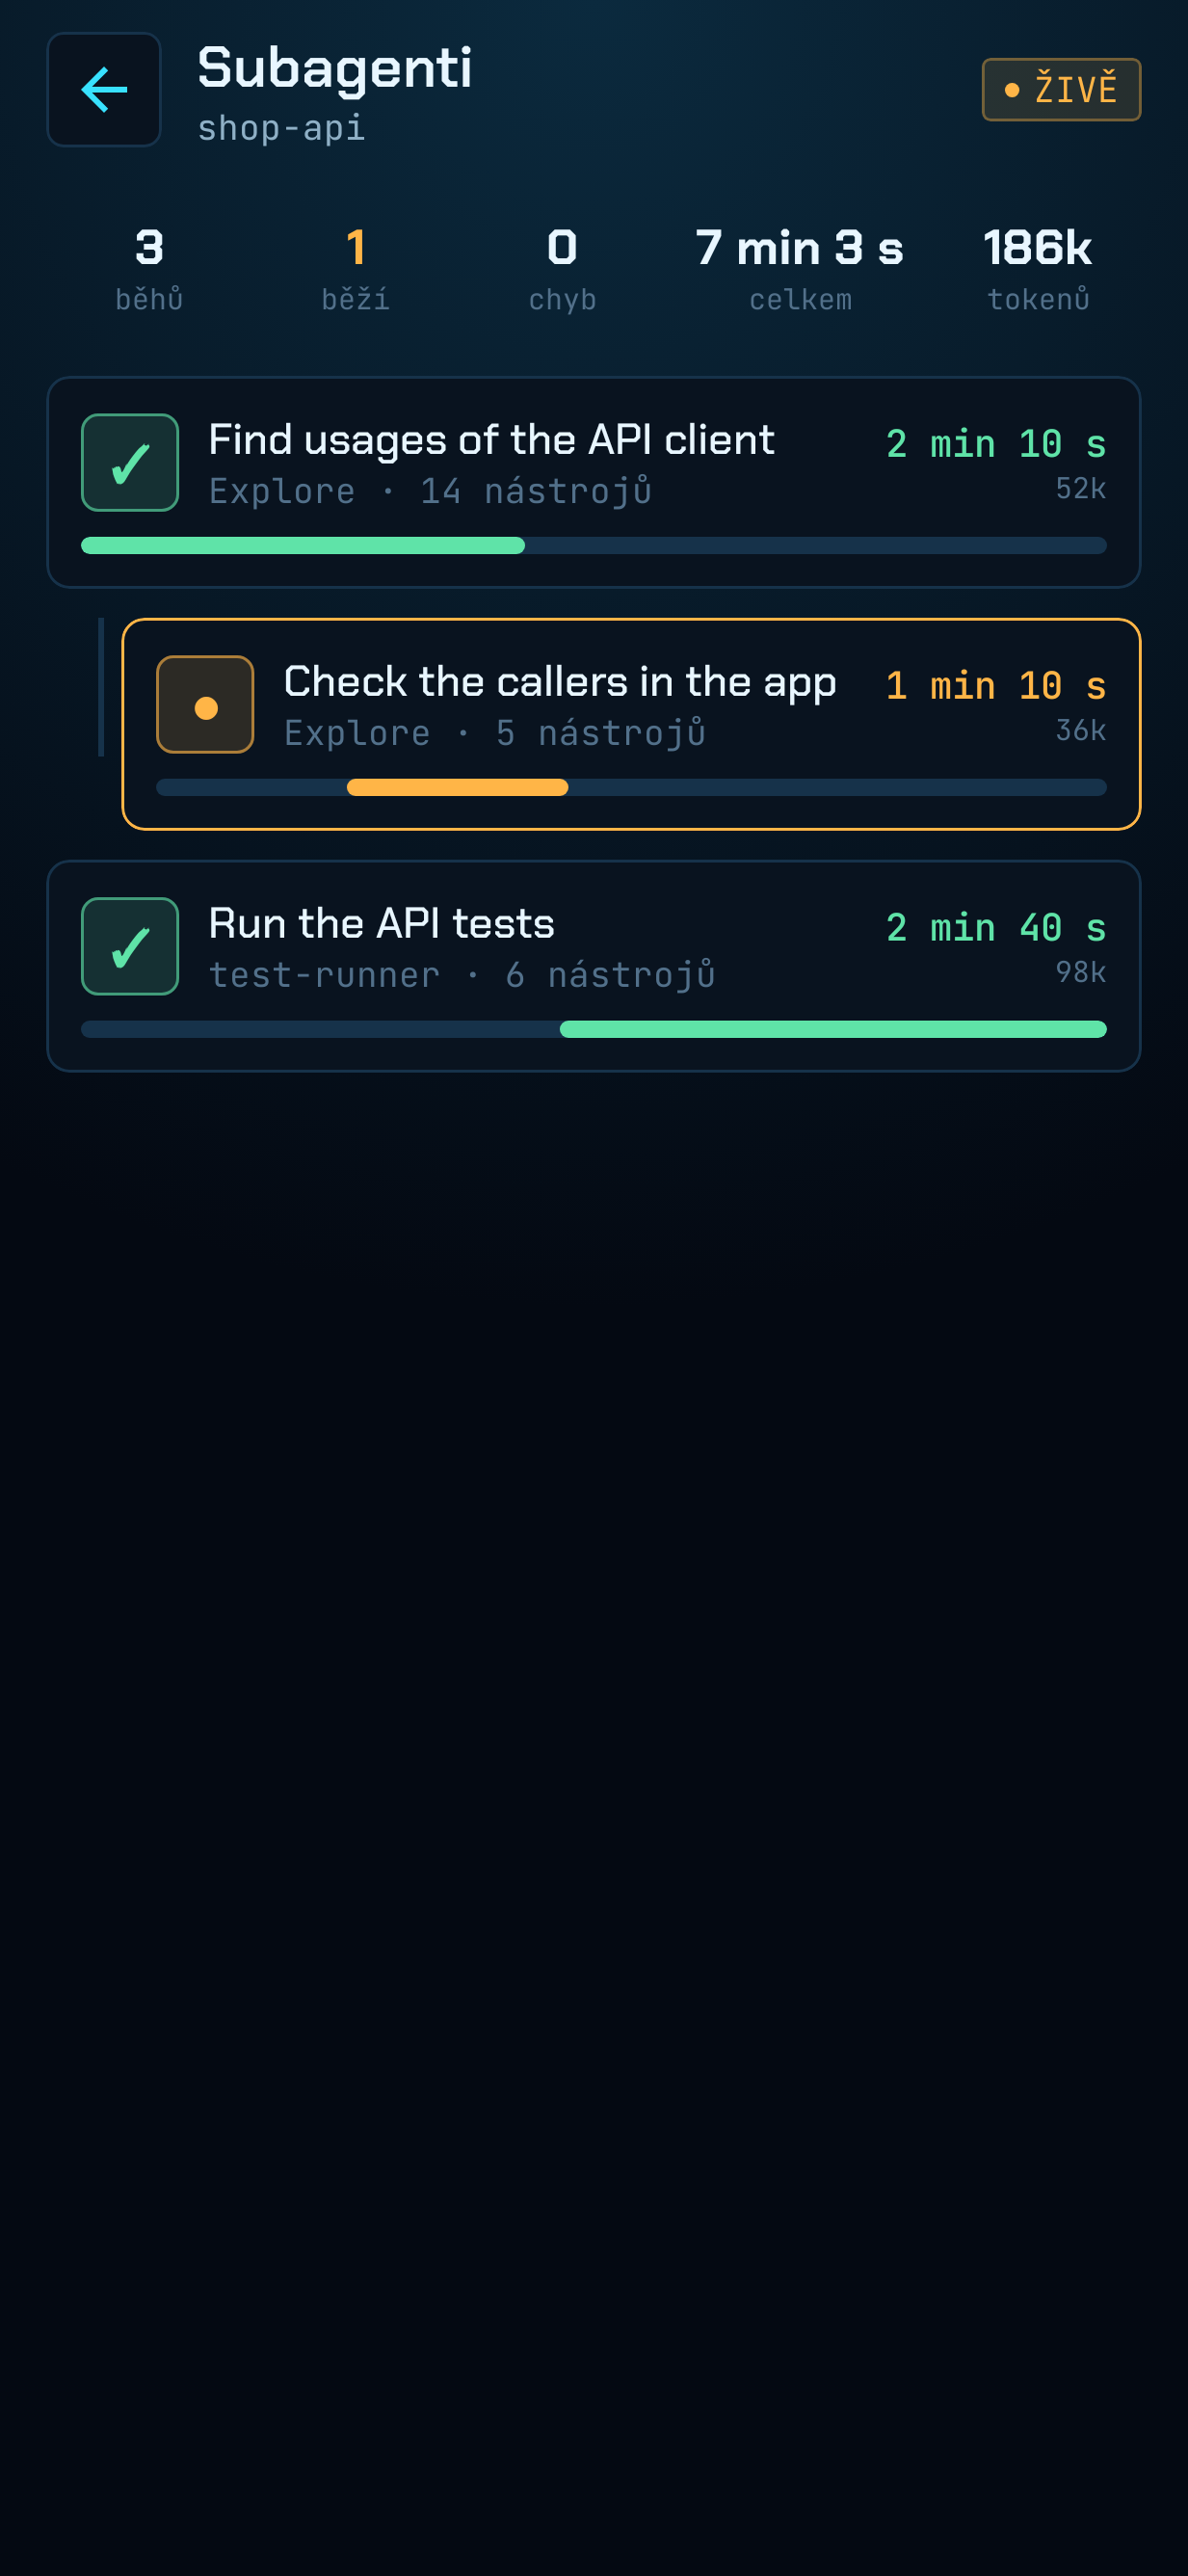 Subagenti
shop-api
ŽIVĚ
3
běhů
1
běží
0
chyb
7 min 3 s
celkem
186k
tokenů
Find usages of the API client
2 min 10 s
Explore · 14 nástrojů
52k
Check the callers in the app
1 min 10 s
Explore · 5 nástrojů
36k
Run the API tests
2 min 40 s
test-runner · 6 nástrojů
98k